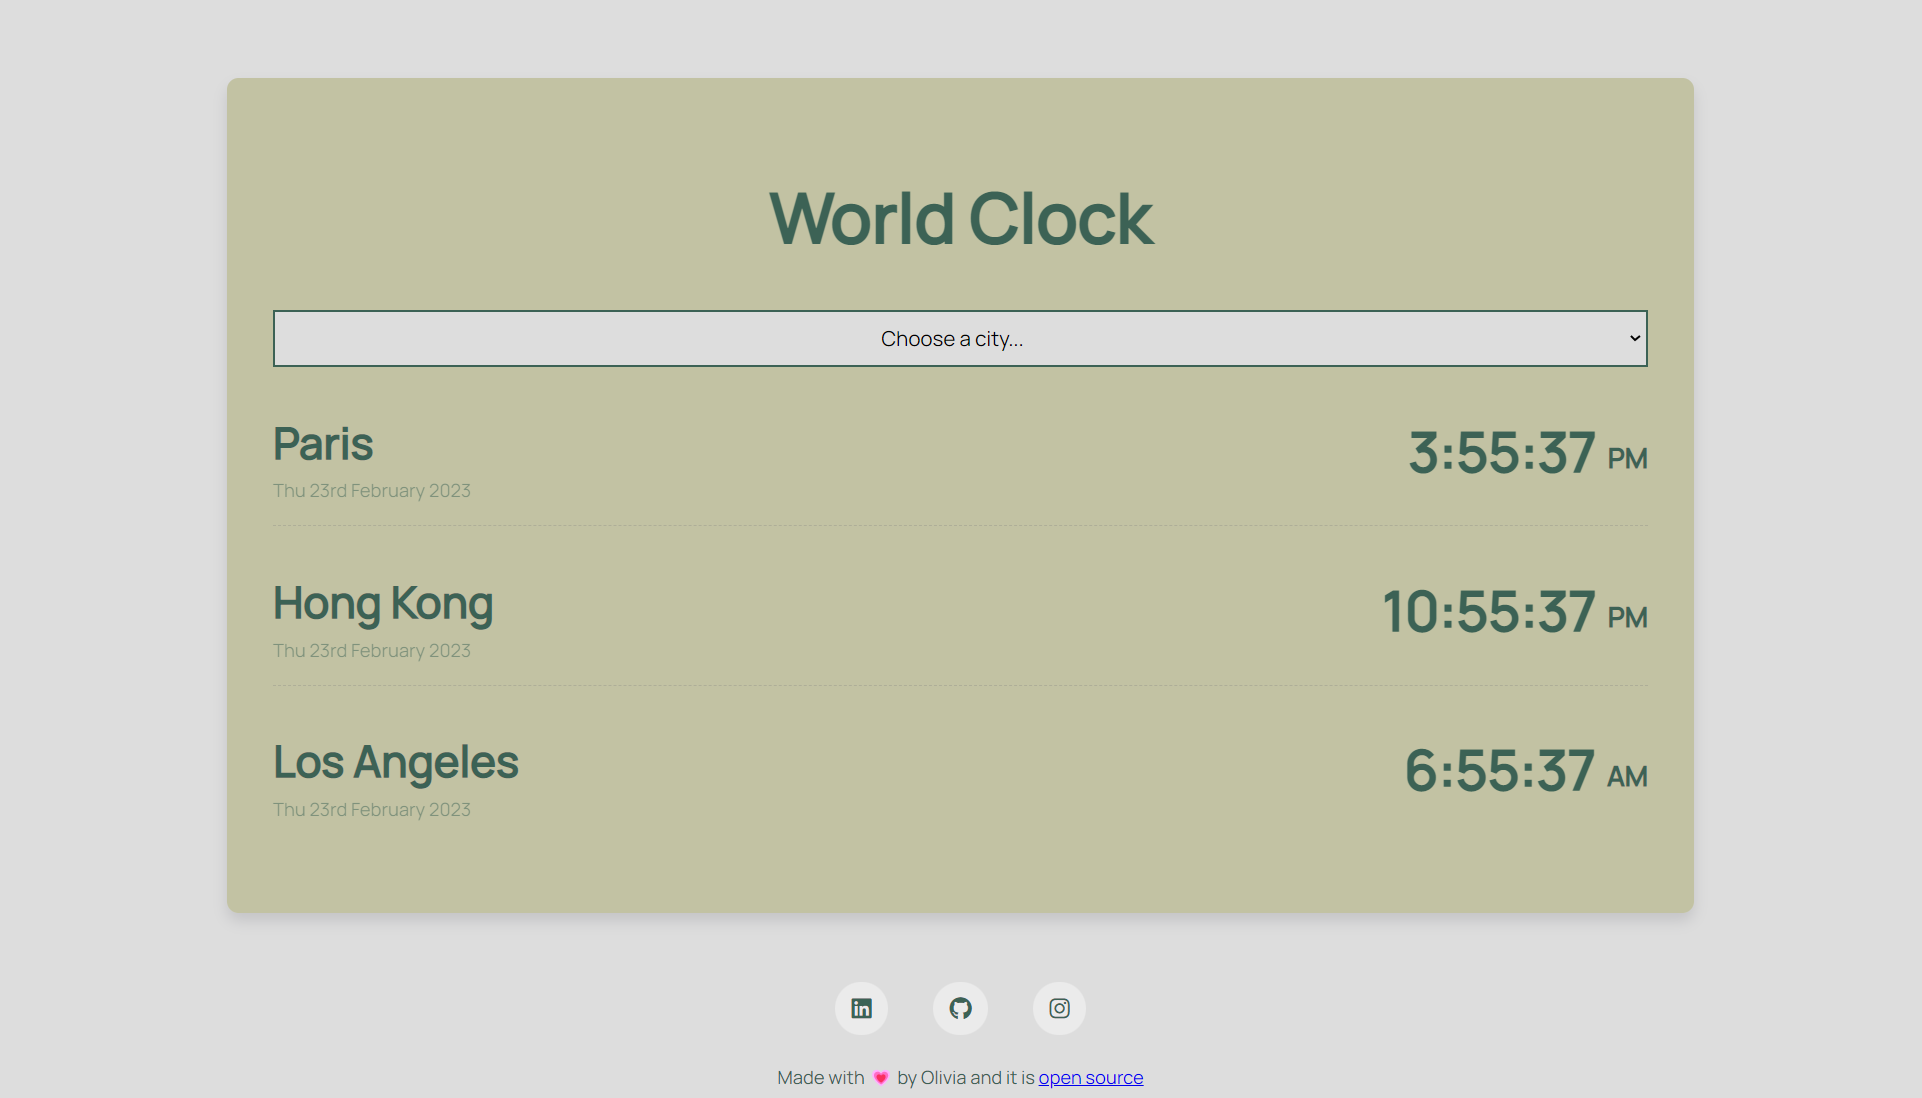 World Clock
Choose a city...
Paris
3:55:37 PM
Thu 23rd February 2023
Hong Kong
10:55:37 PM
Thu 23rd February 2023
Los Angeles
6:55:37 AM
Thu 23rd February 2023
in
Made with 💗 by Olivia and it is open source